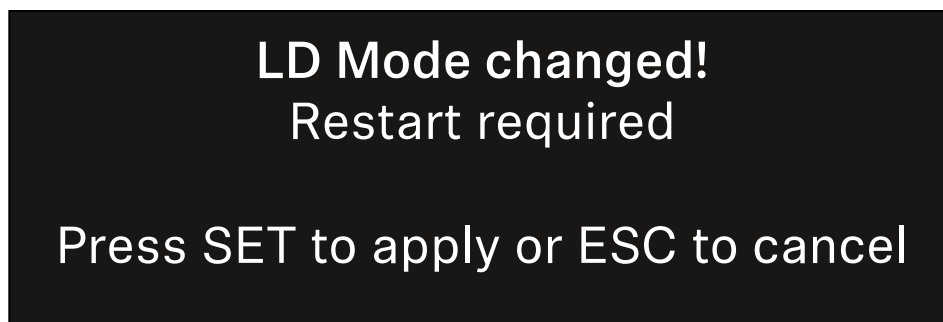 LD Mode changed!
Restart required
Press SET to apply or ESC to cancel